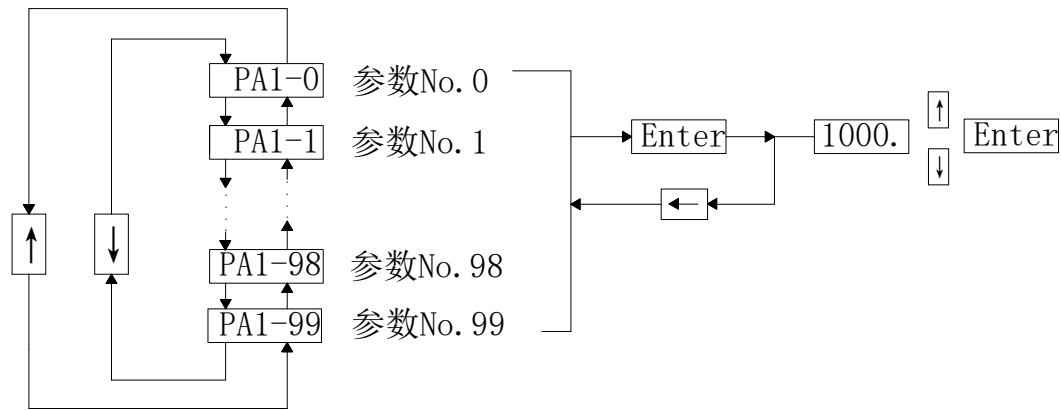 PA1-0 参数No.0
PA1-1 参数No.1
Enter 1000. ↑ ↓ Enter
←
↑ ↓
PA1-98 参数No.98
PA1-99 参数No.99